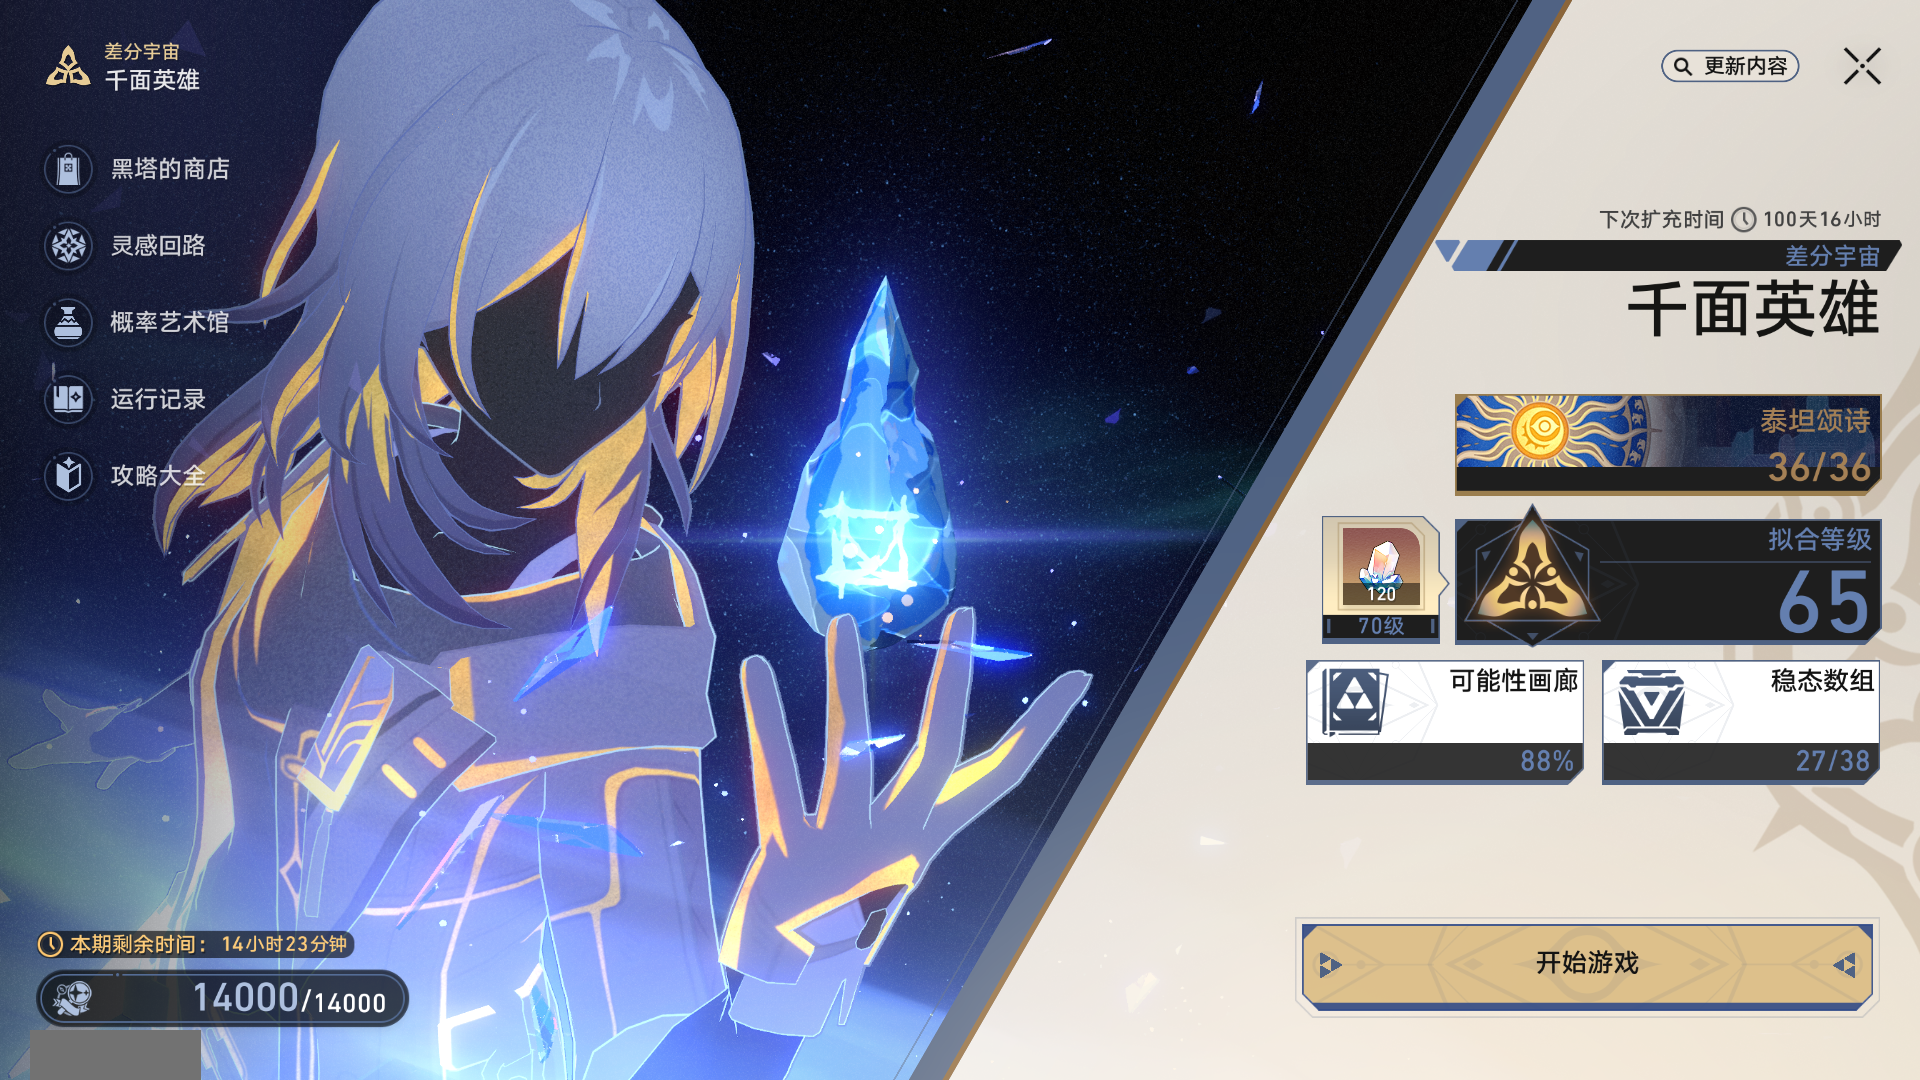 差分宇宙
千面英雄
黑塔的商店
灵感回路
概率艺术馆
运行记录
攻略大全
本期剩余时间：14小时23分钟
14000/14000
更新内容
下次扩充时间 100天16小时
差分宇宙
千面英雄
泰坦颂诗
36/36
120
70级
拟合等级
65
可能性画廊
88%
稳态数组
27/38
开始游戏